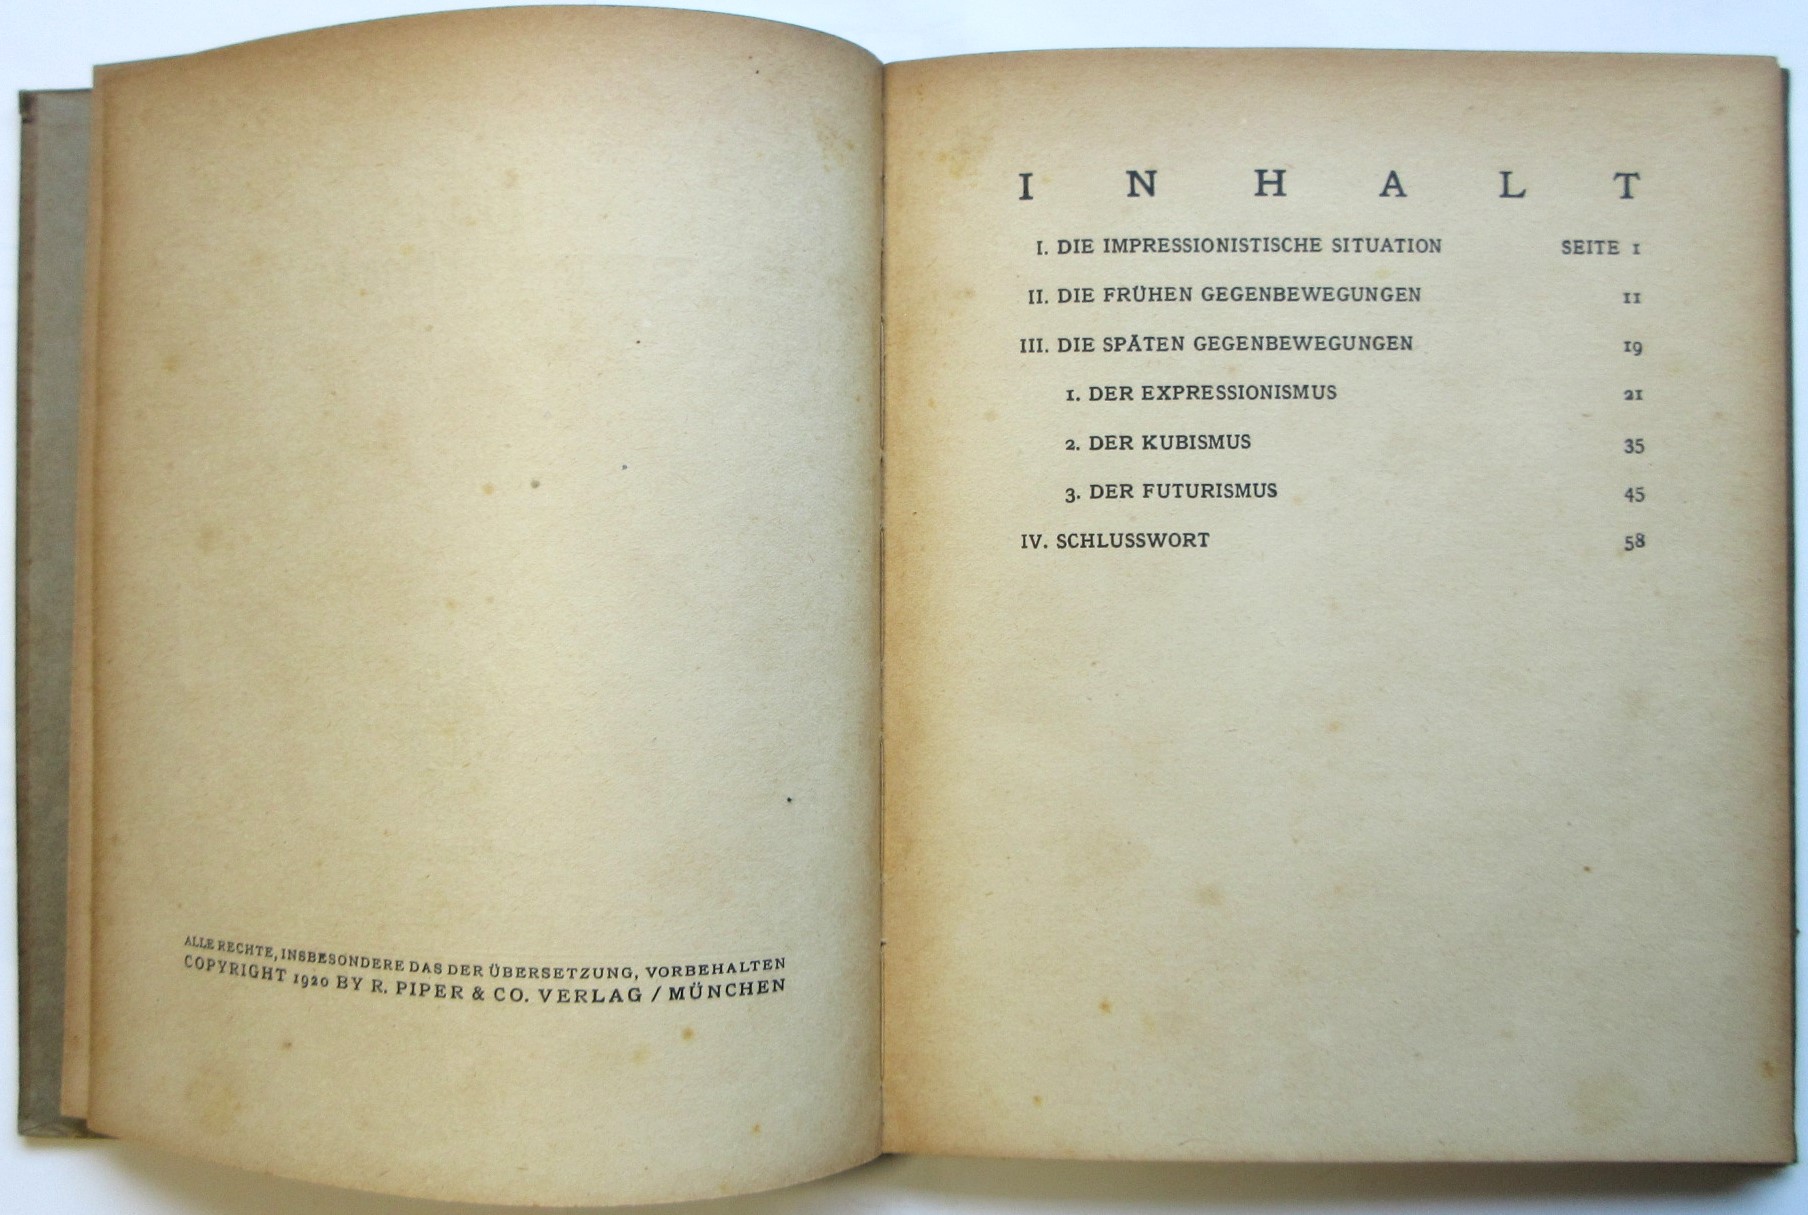 ALLE RECHTE, INSBESONDERE DAS DER ÜBERSETZUNG, VORBEHALTEN
COPYRIGHT 1920 BY R. PIPER & CO. VERLAG / MÜNCHEN
INHALT
I. DIE IMPRESSIONISTISCHE SITUATION SEITE 1
II. DIE FRÜHEN GEGENBEWEGUNGEN 11
III. DIE SPÄTEN GEGENBEWEGUNGEN 19
1. DER EXPRESSIONISMUS 21
2. DER KUBISMUS 35
3. DER FUTURISMUS 45
IV. SCHLUSSWORT 58